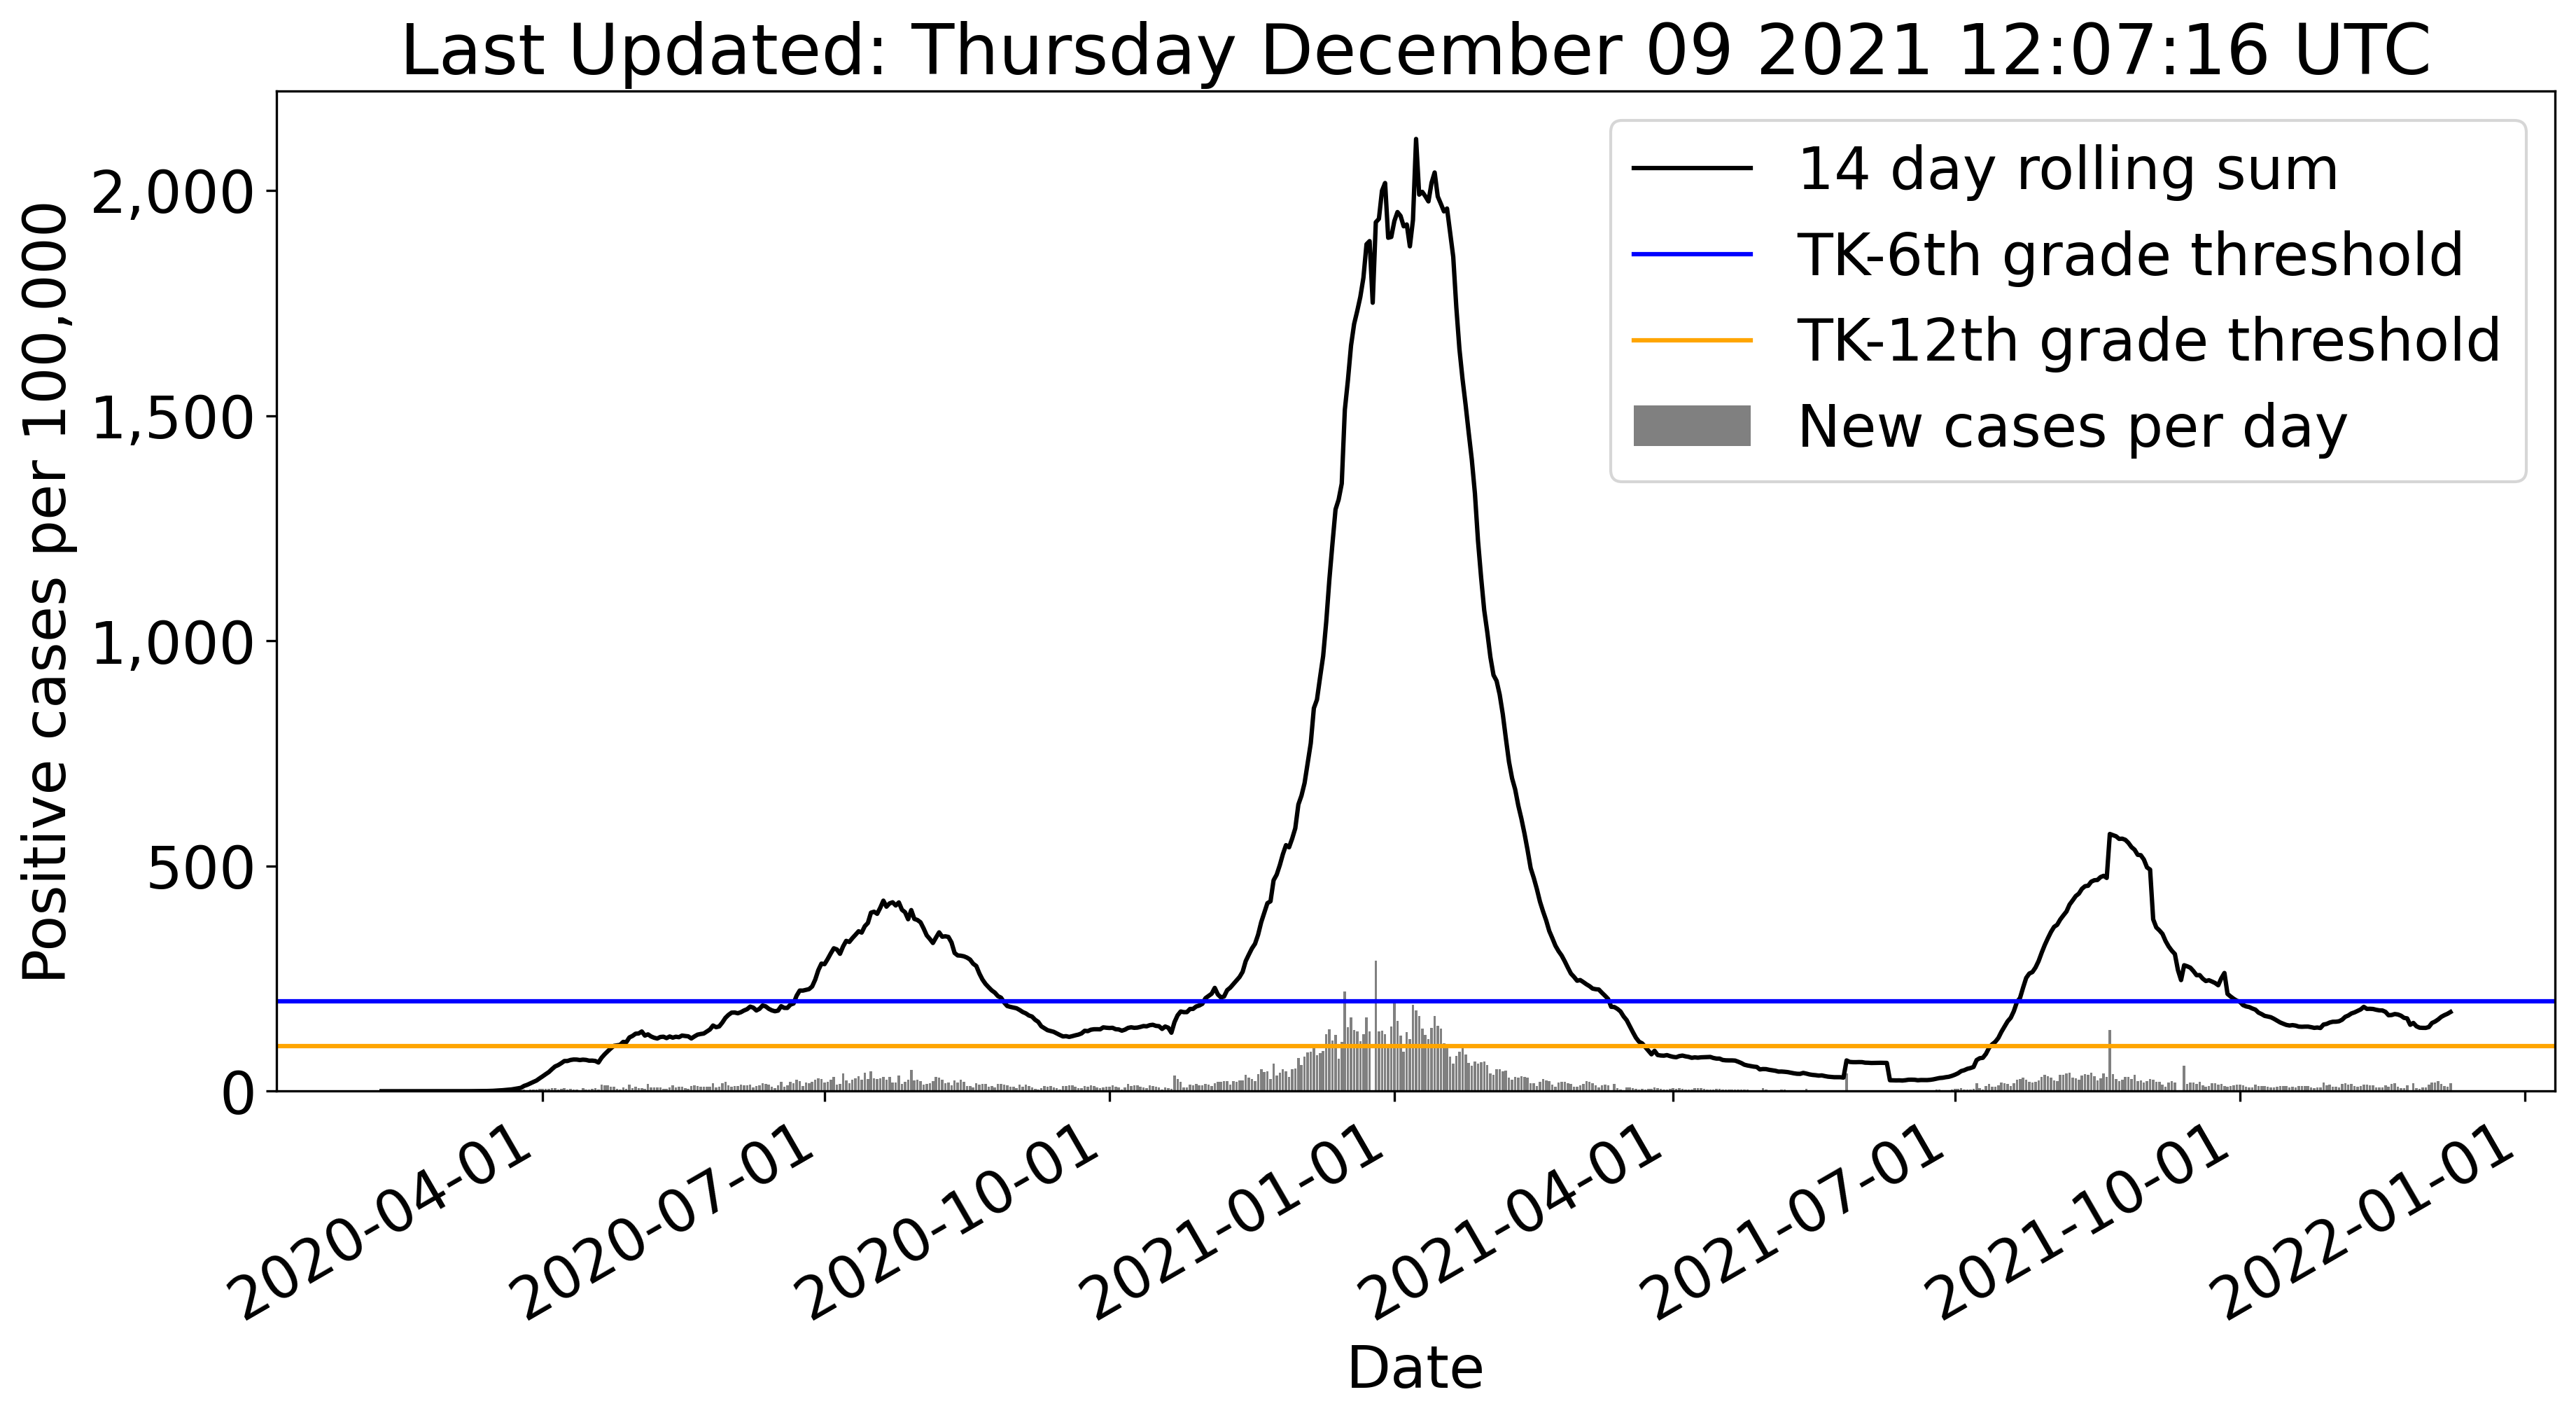 Last Updated: Thursday December 09 2021 12:07:16 UTC
Positive cases per 100,000
2,000
1,500
1,000
500
0
14 day rolling sum
TK-6th grade threshold
TK-12th grade threshold
New cases per day
2020-04-01
2020-07-01
2020-10-01
2021-01-01
2021-04-01
2021-07-01
2021-10-01
2022-01-01
Date